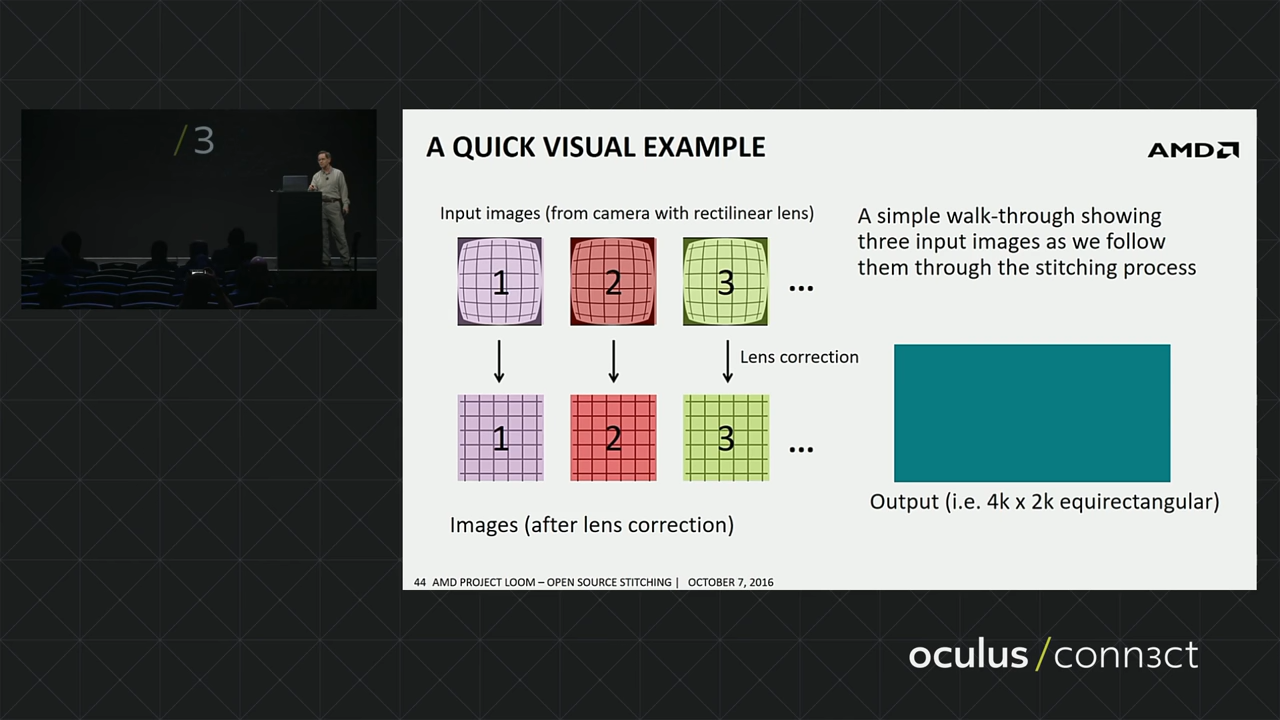 /3
A QUICK VISUAL EXAMPLE
AMD
Input images (from camera with rectilinear lens)
1 2 3 ...
Lens correction
1 2 3 ...
Images (after lens correction)
A simple walk-through showing
three input images as we follow
them through the stitching process
Output (i.e. 4k x 2k equirectangular)
44 AMD PROJECT LOOM – OPEN SOURCE STITCHING | OCTOBER 7, 2016
oculus /conn3ct